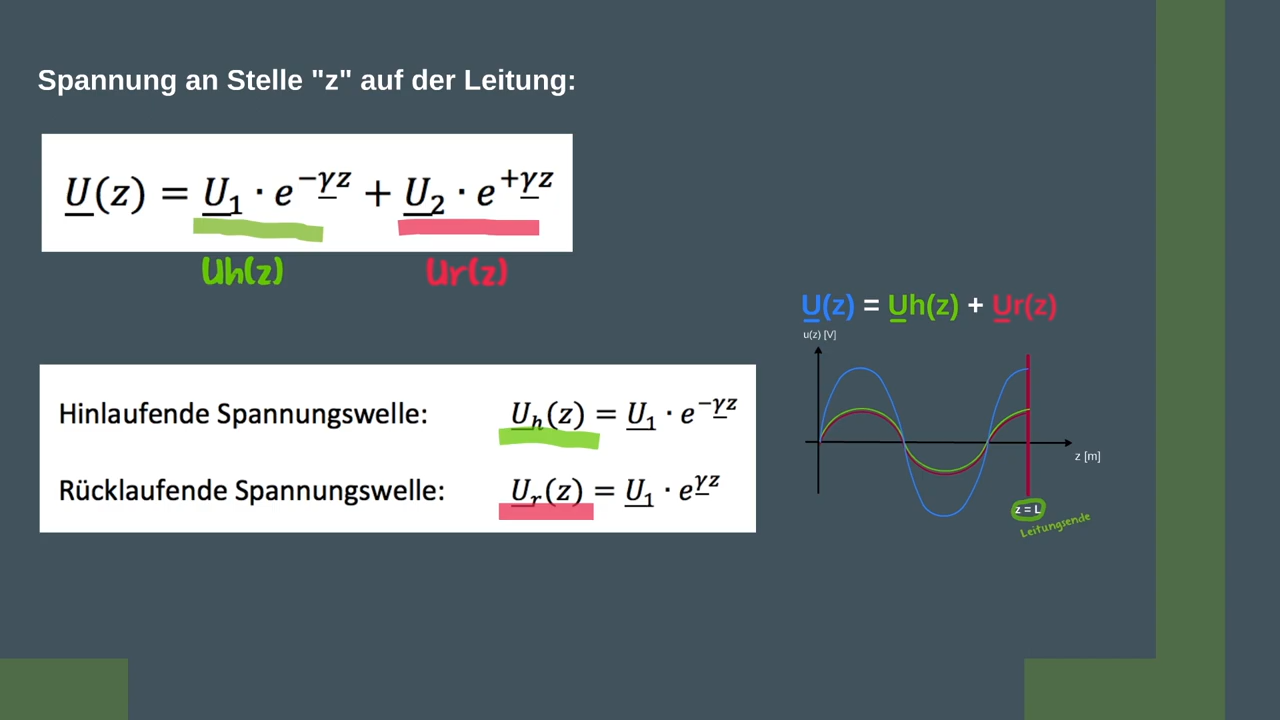 Spannung an Stelle "z" auf der Leitung:
U(z) = U₁ · e^(−γz) + U₂ · e^(+γz)
Uh(z) Ur(z)
Hinlaufende Spannungswelle: Uₕ(z) = U₁ · e^(−γz)
Rücklaufende Spannungswelle: Uᵣ(z) = U₁ · e^(γz)
U(z) = Uh(z) + Ur(z)
u(z) [V]
z [m]
z = L
Leitungsende